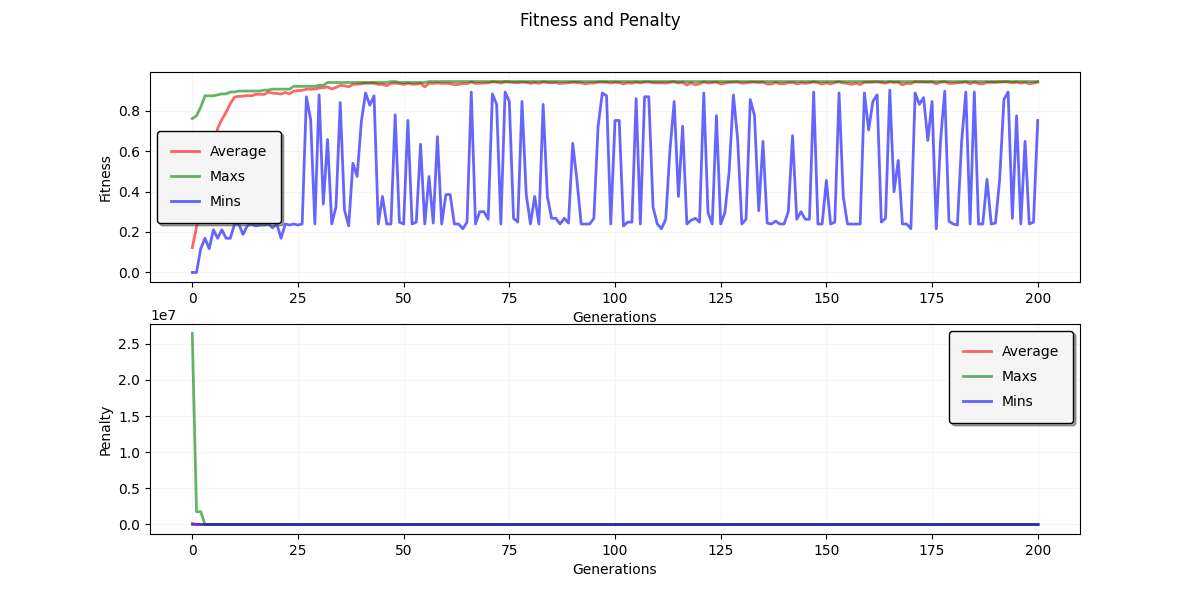 Fitness and Penalty
Fitness
0.8
0.6
0.4
0.2
0.0
Average
Maxs
Mins
0 25 50 75 100 125 150 175 200
Generations
1e7
Penalty
2.5
2.0
1.5
1.0
0.5
0.0
Average
Maxs
Mins
0 25 50 75 100 125 150 175 200
Generations